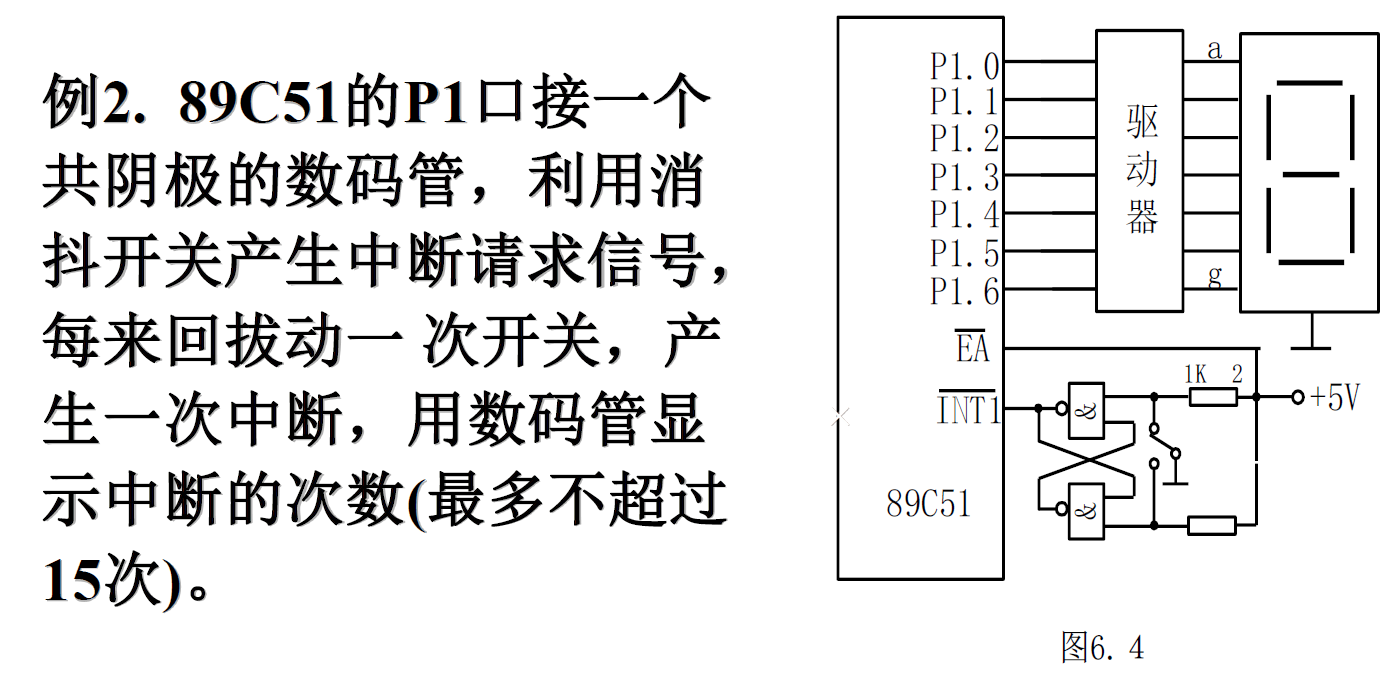 例2. 89C51的P1口接一个
共阴极的数码管，利用消
抖开关产生中断请求信号，
每来回拔动一 次开关，产
生一次中断，用数码管显
示中断的次数(最多不超过
15次)。
P1.0
P1.1
P1.2
P1.3
P1.4
P1.5
P1.6
EA
INT1
89C51
驱
动
器
a
g
1K 2
+5V
&
&
图6.4